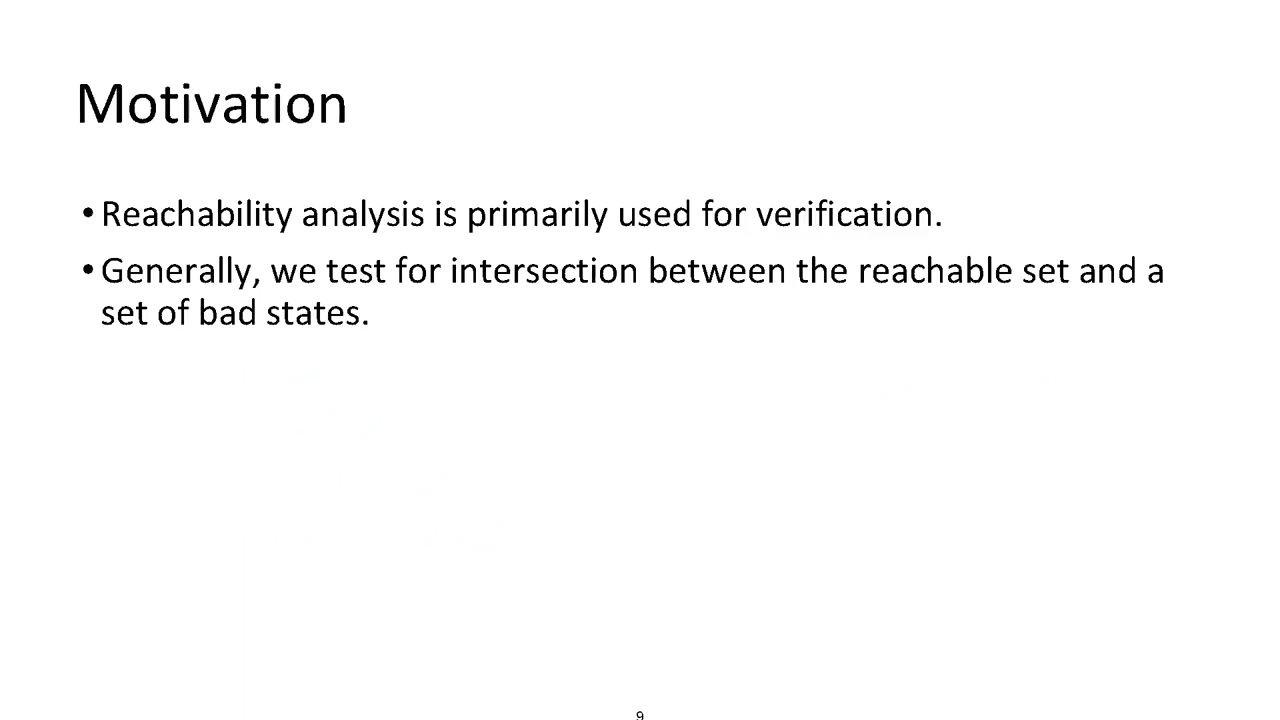 Motivation
• Reachability analysis is primarily used for verification.
• Generally, we test for intersection between the reachable set and a
set of bad states.
9